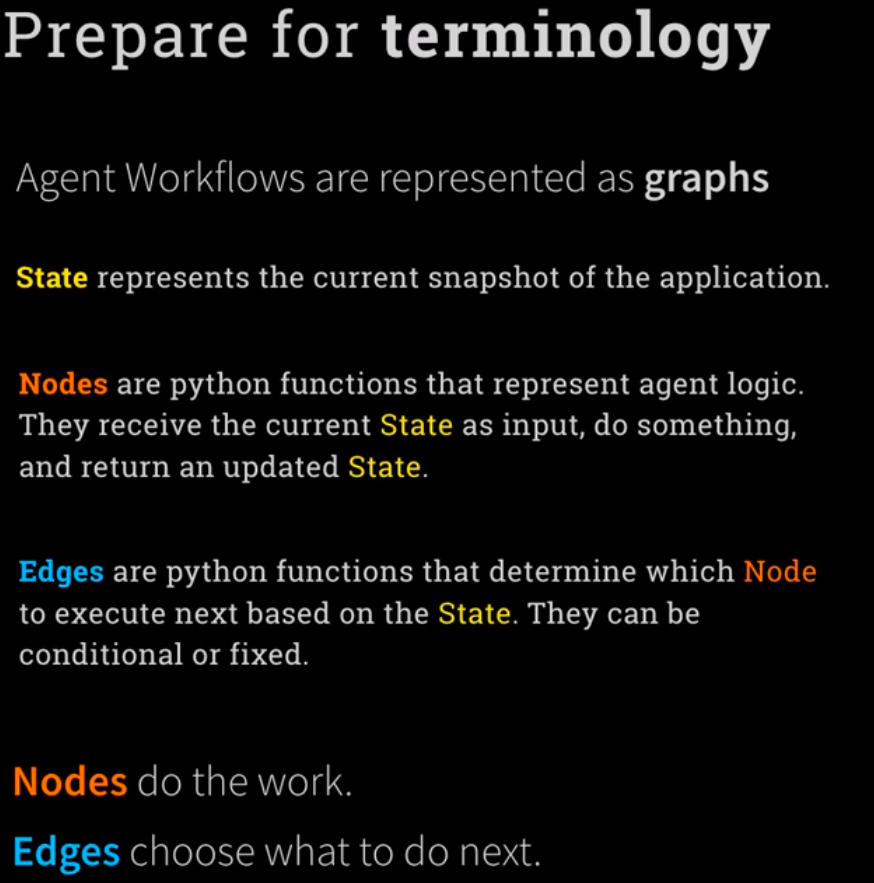 Prepare for terminology
Agent Workflows are represented as graphs
State represents the current snapshot of the application.
Nodes are python functions that represent agent logic.
They receive the current State as input, do something,
and return an updated State.
Edges are python functions that determine which Node
to execute next based on the State. They can be
conditional or fixed.
Nodes do the work.
Edges choose what to do next.